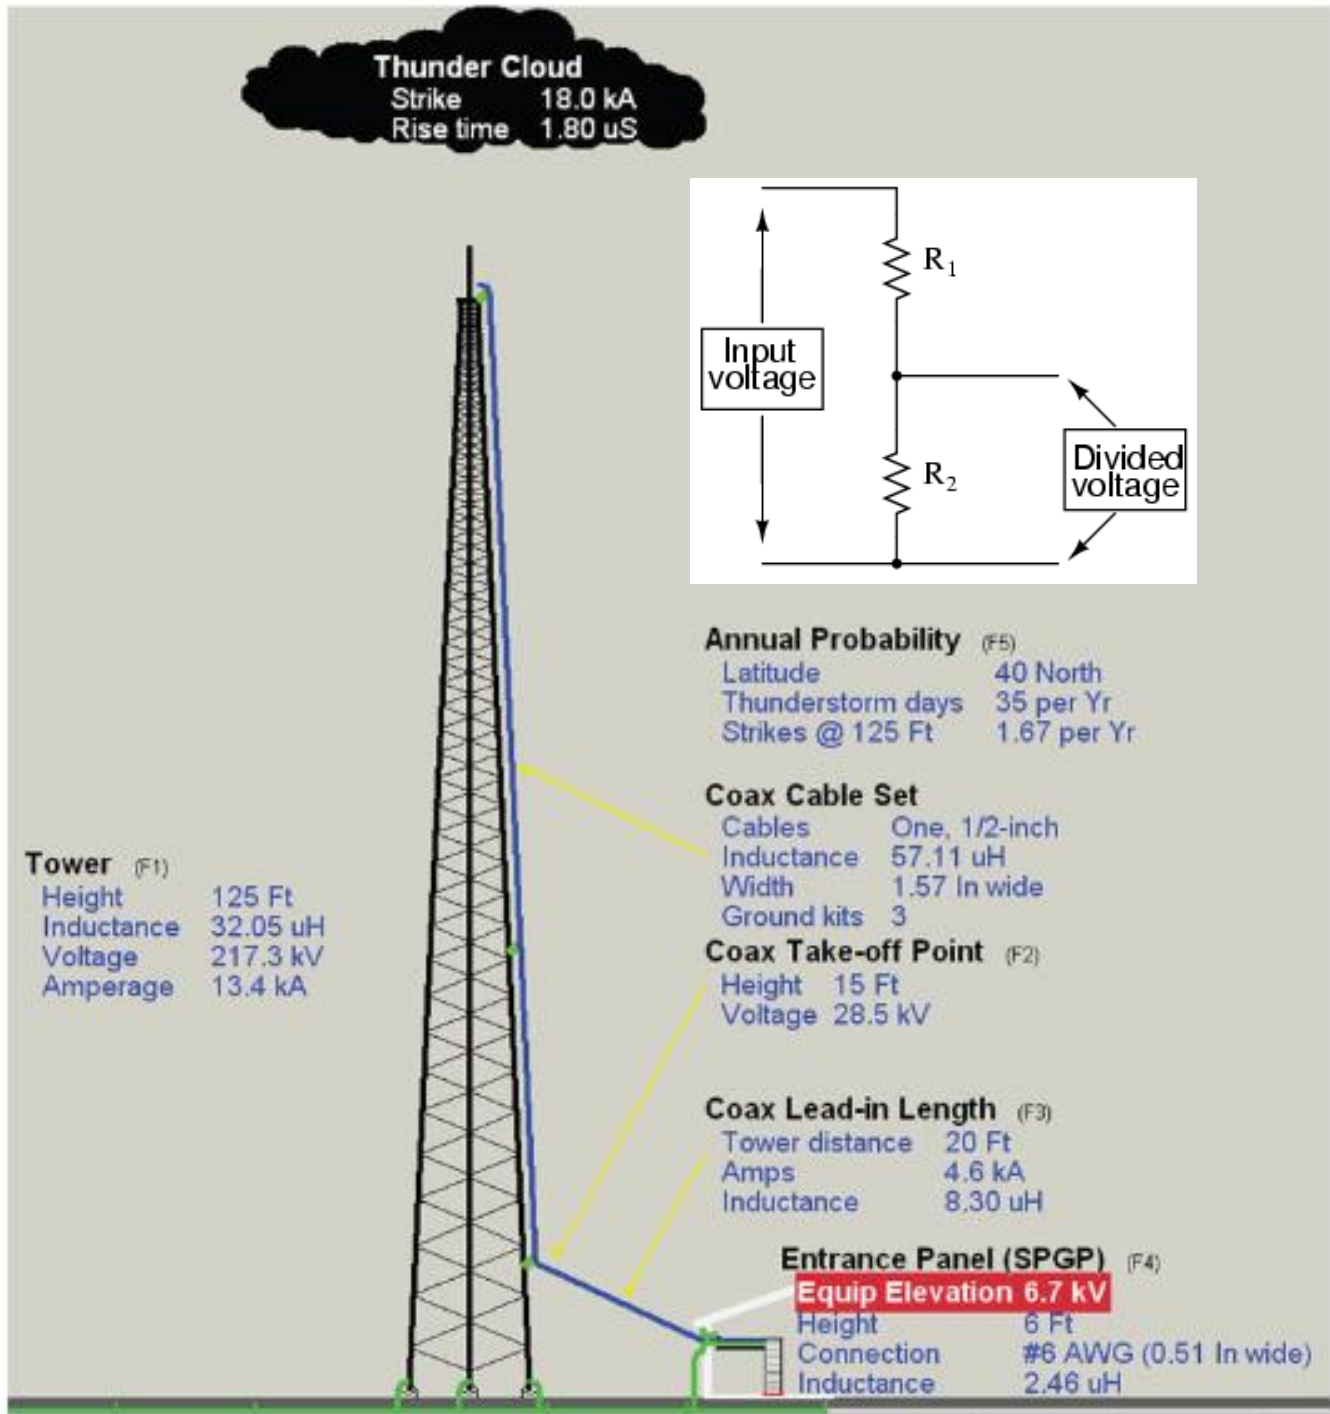 Thunder Cloud
Strike 18.0 kA
Rise time 1.80 uS
R1
Input
voltage
R2
Divided
voltage
Annual Probability (F5)
Latitude 40 North
Thunderstorm days 35 per Yr
Strikes @ 125 Ft 1.67 per Yr
Coax Cable Set
Cables One, 1/2-inch
Inductance 57.11 uH
Width 1.57 In wide
Ground kits 3
Tower (F1)
Height 125 Ft
Inductance 32.05 uH
Voltage 217.3 kV
Amperage 13.4 kA
Coax Take-off Point (F2)
Height 15 Ft
Voltage 28.5 kV
Coax Lead-in Length (F3)
Tower distance 20 Ft
Amps 4.6 kA
Inductance 8.30 uH
Entrance Panel (SPGP) (F4)
Equip Elevation 6.7 kV
Height 6 Ft
Connection #6 AWG (0.51 In wide)
Inductance 2.46 uH